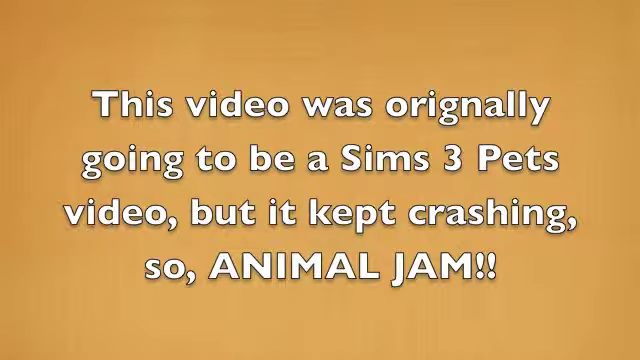 This video was orignally
going to be a Sims 3 Pets
video, but it kept crashing,
so, ANIMAL JAM!!